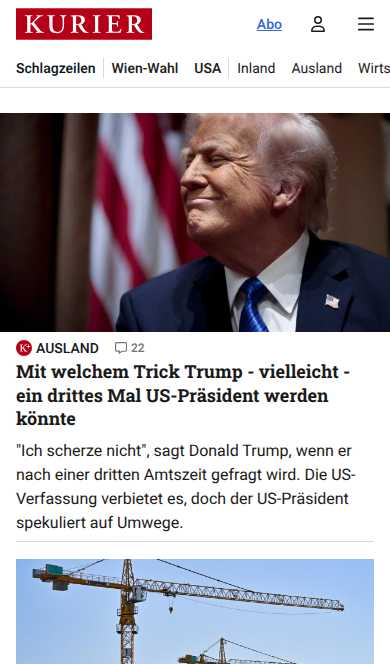 KURIER
Abo
Schlagzeilen Wien-Wahl USA Inland Ausland Wirts
K+ AUSLAND 22
Mit welchem Trick Trump - vielleicht -
ein drittes Mal US-Präsident werden
könnte
"Ich scherze nicht", sagt Donald Trump, wenn er
nach einer dritten Amtszeit gefragt wird. Die US-
Verfassung verbietet es, doch der US-Präsident
spekuliert auf Umwege.